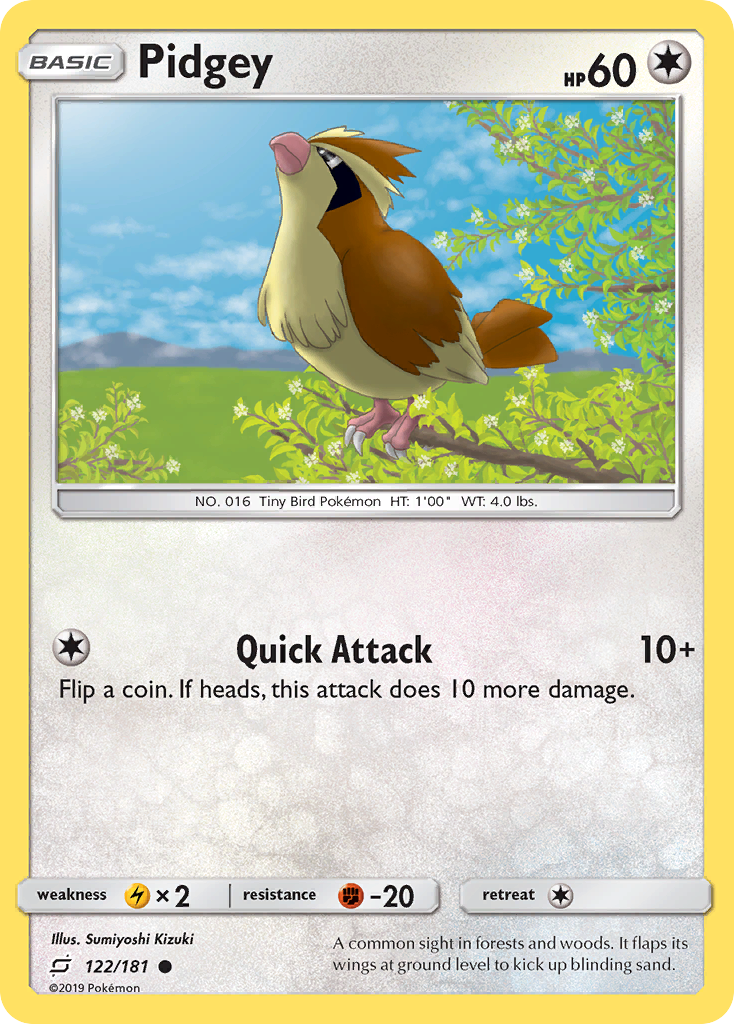 BASIC Pidgey HP60
NO. 016 Tiny Bird Pokémon HT: 1'00" WT: 4.0 lbs.
Quick Attack 10+
Flip a coin. If heads, this attack does 10 more damage.
weakness ×2 resistance -20 retreat
Illus. Sumiyoshi Kizuki
122/181
©2019 Pokémon
A common sight in forests and woods. It flaps its
wings at ground level to kick up blinding sand.